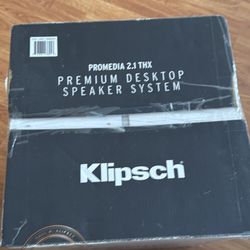 PROMEDIA 2.1 THX
PREMIUM DESKTOP
SPEAKER SYSTEM
Klipsch